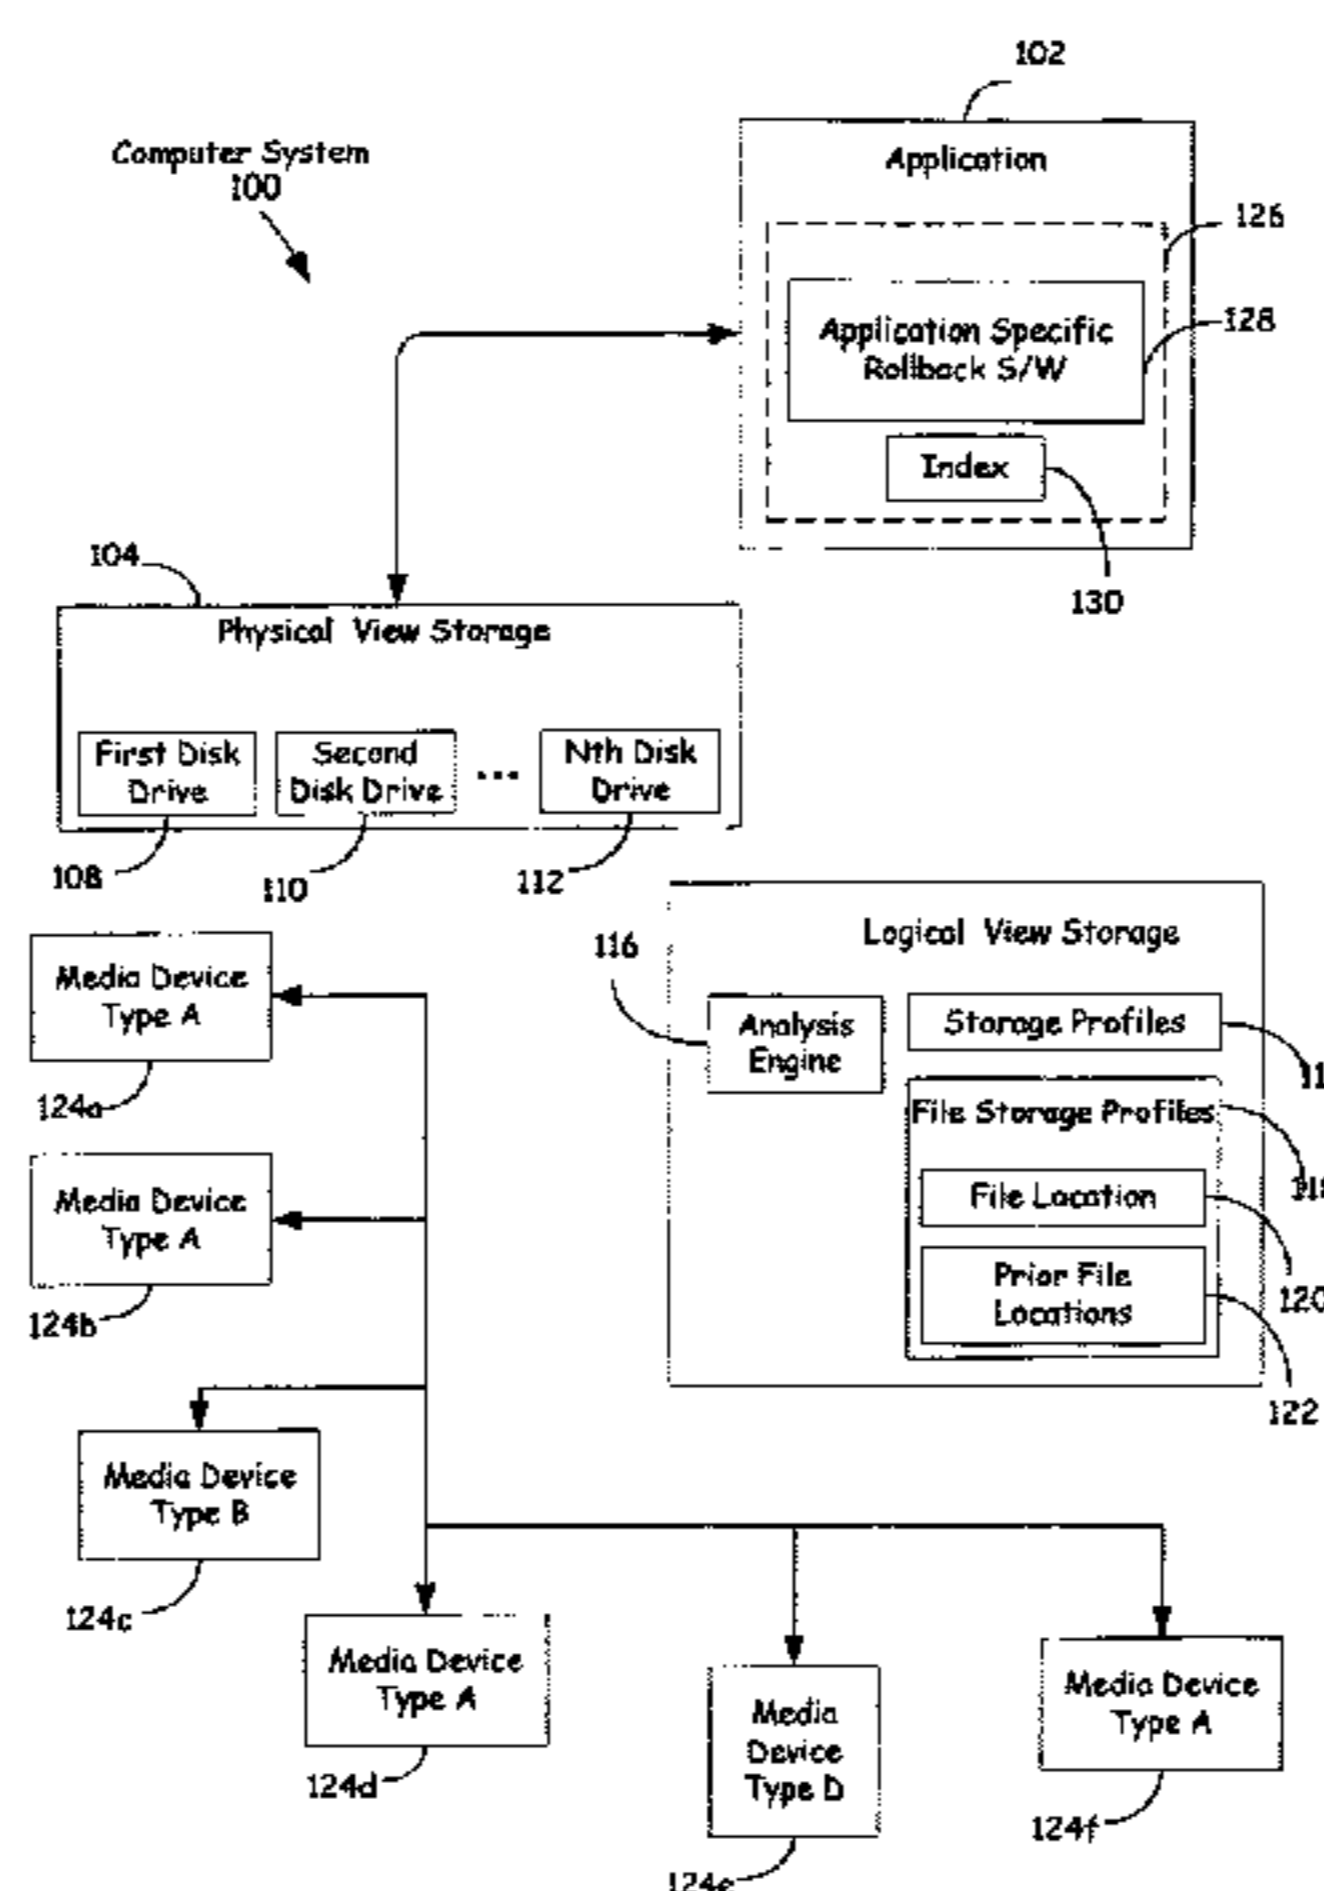 102
Computer System
100
Application
126
Application Specific
Rollback S/W
128
Index
130
104
Physical View Storage
First Disk
Drive
Second
Disk Drive
...
Nth Disk
Drive
108
110
112
Logical View Storage
116
Analysis
Engine
Storage Profiles
File Storage Profiles
File Location
120
Prior File
Locations
122
Media Device
Type A
124a
Media Device
Type A
124b
Media Device
Type B
124c
Media Device
Type A
124d
Media
Device
Type D
124e
Media Device
Type A
124f